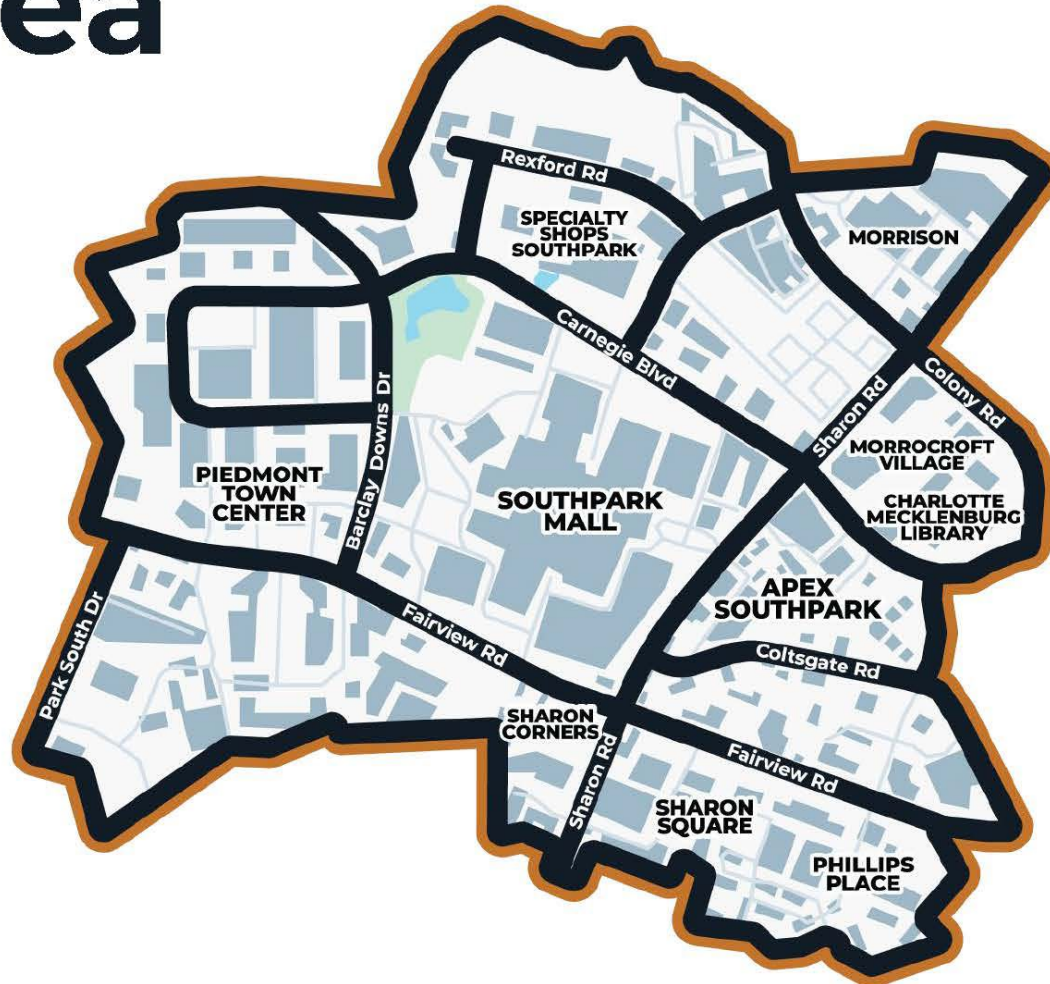 ea
Rexford Rd
SPECIALTY
SHOPS
SOUTHPARK
MORRISON
Carnegie Blvd
Colony Rd
Sharon Rd
Barclay Downs Dr
MORROCROFT
VILLAGE
PIEDMONT
TOWN
CENTER
SOUTHPARK
MALL
CHARLOTTE
MECKLENBURG
LIBRARY
APEX
SOUTHPARK
Park South Dr
Fairview Rd
Coltsgate Rd
SHARON
CORNERS
Sharon Rd
Fairview Rd
SHARON
SQUARE
PHILLIPS
PLACE